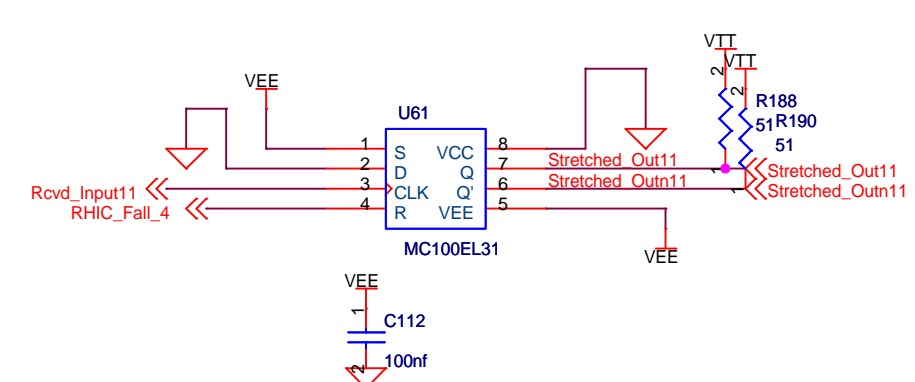 VTT
VTT
2
2
VEE
R188
51
R190
51
U61
1
S
VCC
8
2
D
Q
7
Stretched_Out11
1
Stretched_Out11
Rcvd_Input11
3
CLK
Q'
6
Stretched_Outn11
1
Stretched_Outn11
RHIC_Fall_4
4
R
VEE
5
MC100EL31
VEE
VEE
1
C112
100nf
2